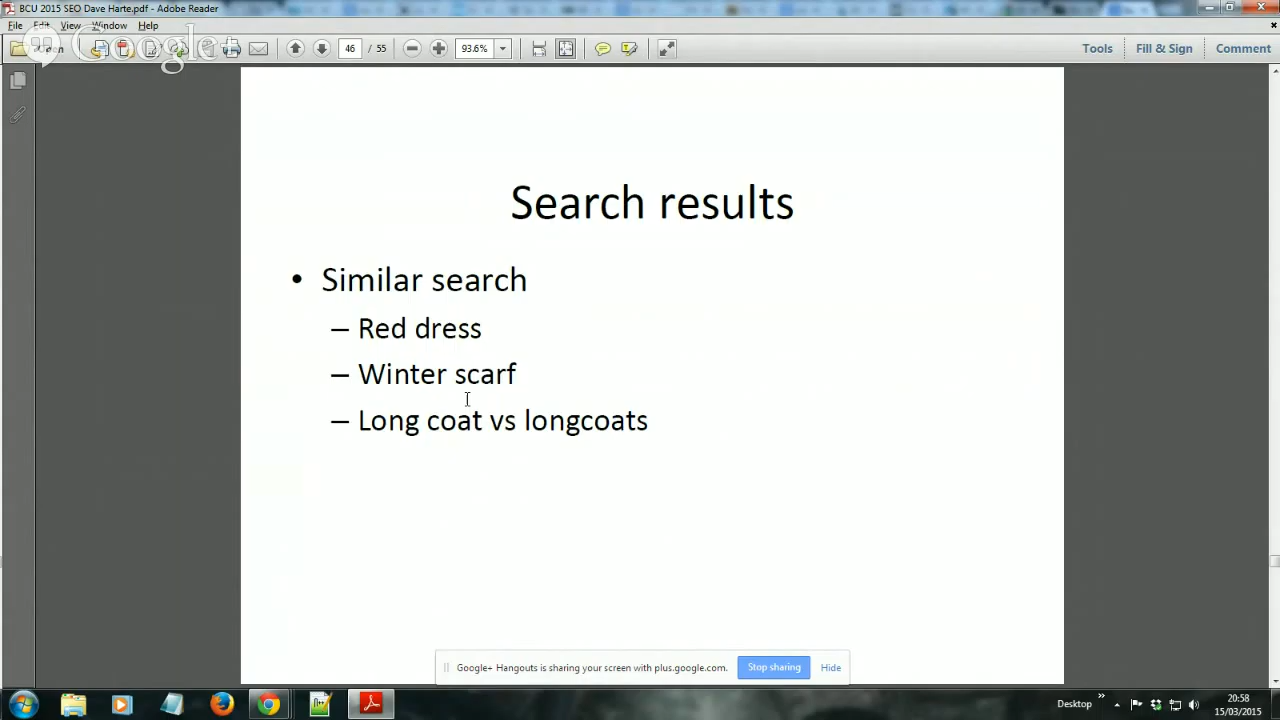 BCU 2015 SEO Dave Harte.pdf - Adobe Reader
File Edit View Window Help
Google+
46 / 55 93.6% Tools Fill & Sign Comment
Search results
• Similar search
– Red dress
– Winter scarf
– Long coat vs longcoats
Google+ Hangouts is sharing your screen with plus.google.com. Stop sharing Hide
Desktop 20:58
15/03/2015